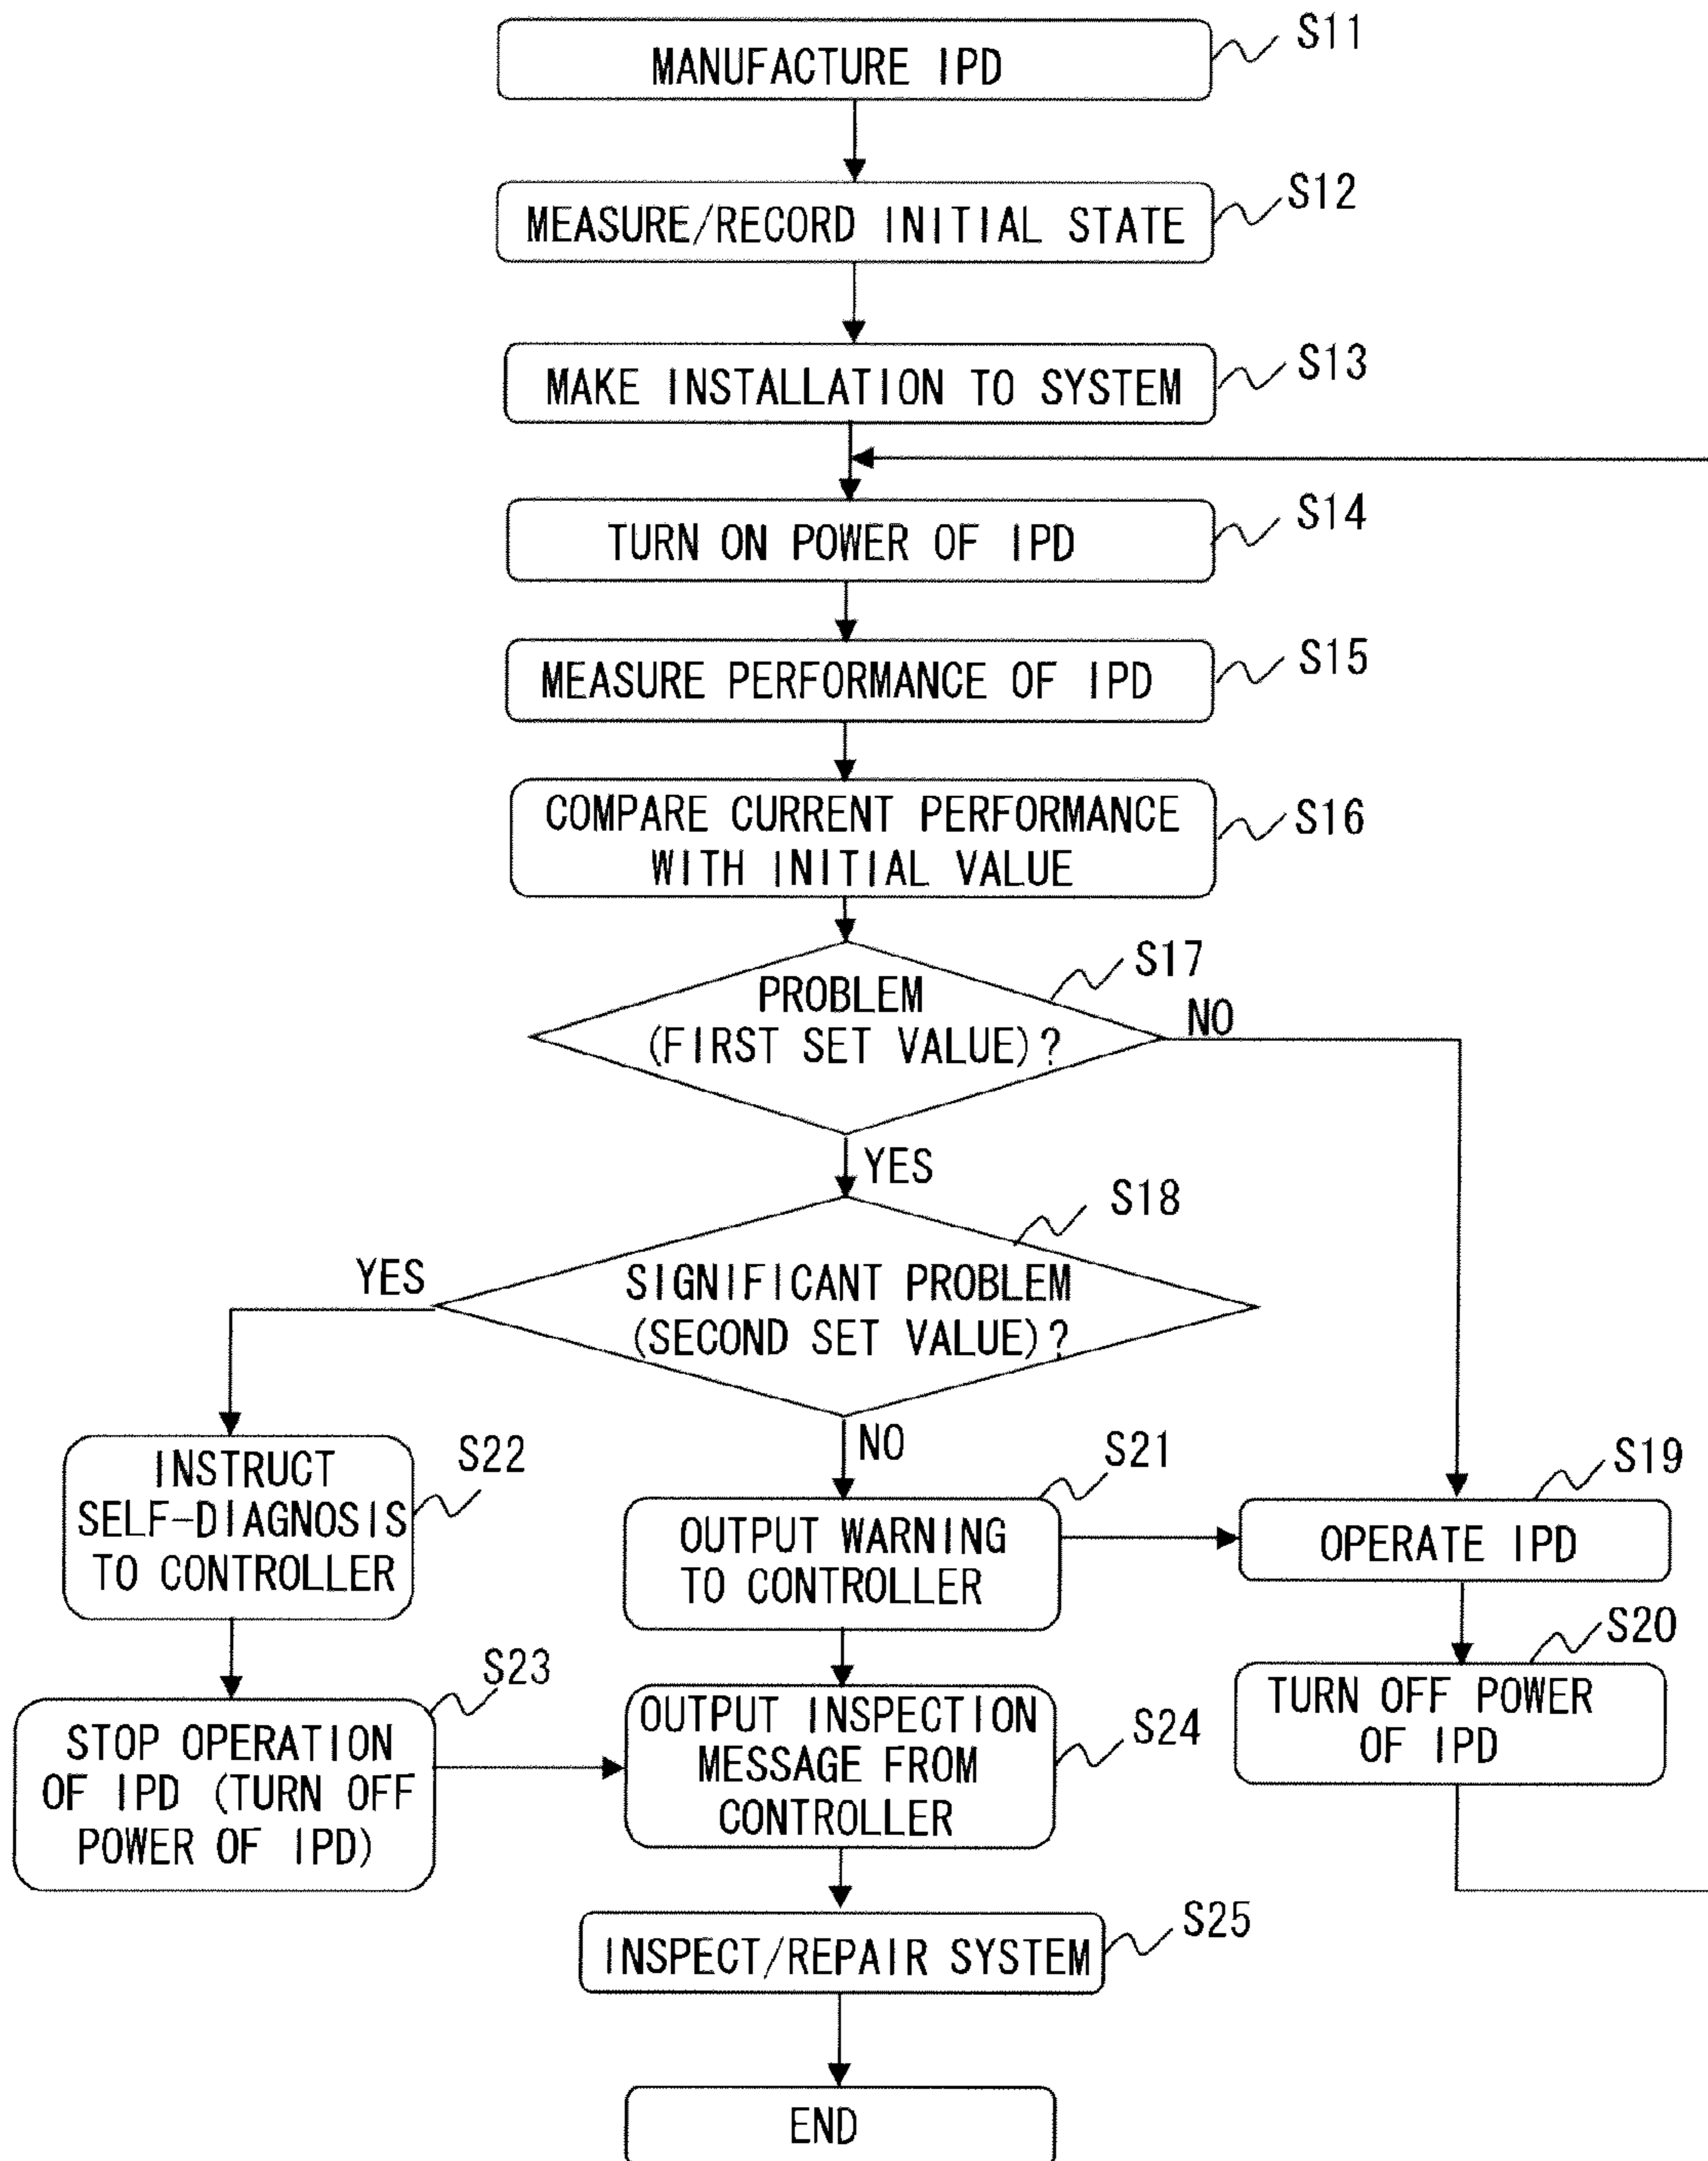 MANUFACTURE IPD
S11
MEASURE/RECORD INITIAL STATE
S12
MAKE INSTALLATION TO SYSTEM
S13
TURN ON POWER OF IPD
S14
MEASURE PERFORMANCE OF IPD
S15
COMPARE CURRENT PERFORMANCE
WITH INITIAL VALUE
S16
PROBLEM
(FIRST SET VALUE)?
S17
NO
YES
SIGNIFICANT PROBLEM
(SECOND SET VALUE)?
S18
YES
NO
INSTRUCT
SELF-DIAGNOSIS
TO CONTROLLER
S22
OUTPUT WARNING
TO CONTROLLER
S21
OPERATE IPD
S19
STOP OPERATION
OF IPD (TURN OFF
POWER OF IPD)
S23
OUTPUT INSPECTION
MESSAGE FROM
CONTROLLER
S24
TURN OFF POWER
OF IPD
S20
INSPECT/REPAIR SYSTEM
S25
END